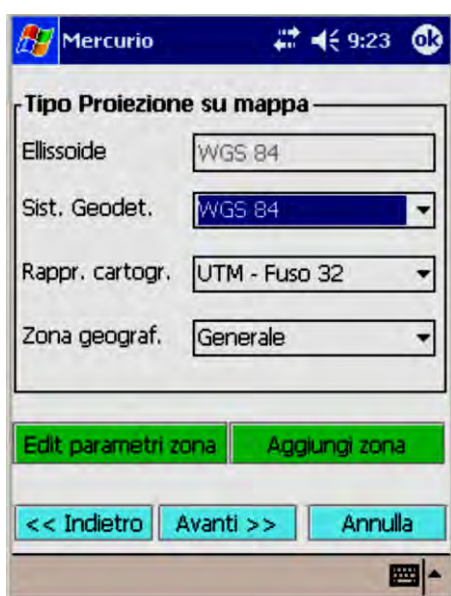 Mercurio 9:23 ok
Tipo Proiezione su mappa
Ellissoide WGS 84
Sist. Geodet. WGS 84
Rappr. cartogr. UTM - Fuso 32
Zona geograf. Generale
Edit parametri zona Aggiungi zona
<< Indietro Avanti >> Annulla